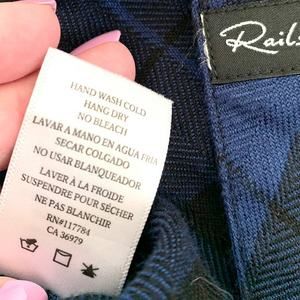 Rails
HAND WASH COLD
HANG DRY
NO BLEACH
LAVAR A MANO EN AGUA FRIA
SECAR COLGADO
NO USAR BLANQUEADOR
LAVER À LA FROIDE
SUSPENDRE POUR SÉCHER
NE PAS BLANCHIR
RN#117784
CA 36979